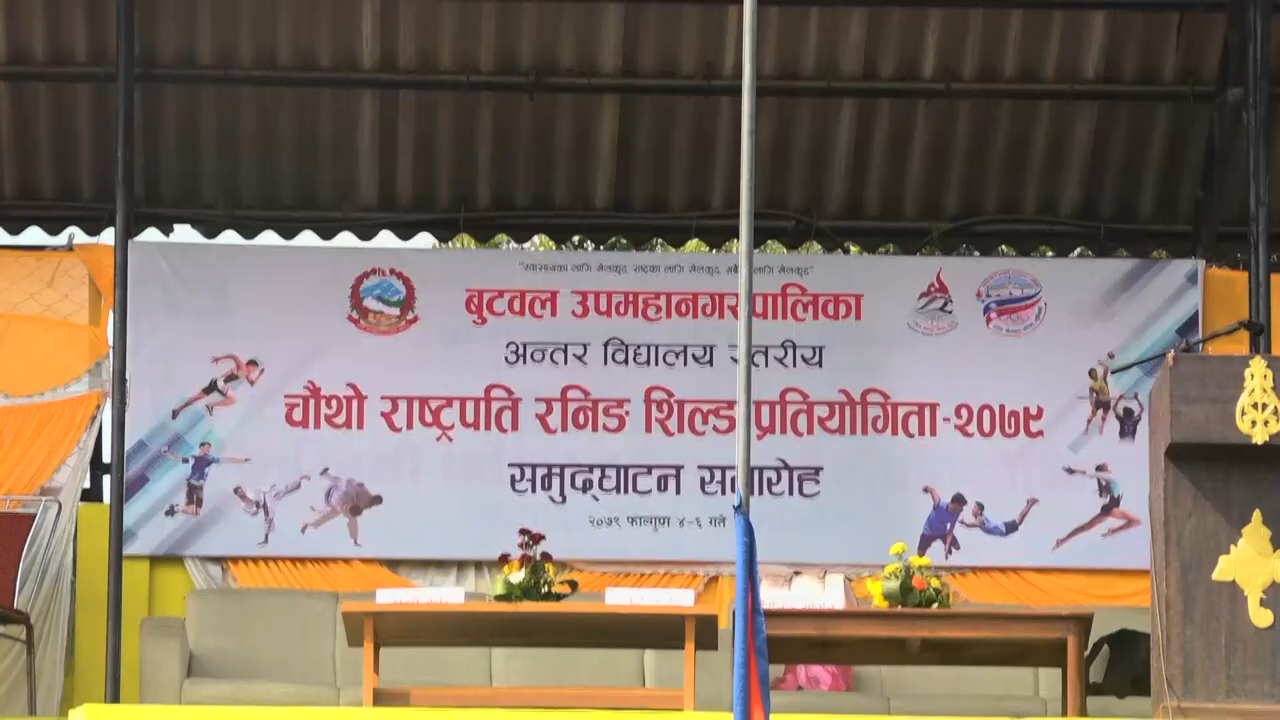 "स्वास्थ्यका लागि खेलकुद, राष्ट्रका लागि खेलकुद, लागि खेलकुद"
बुटवल उपमहानगरपालिका
अन्तर विद्यालय स्तरीय
चौंथो राष्ट्रपति रनिङ शिल्ड प्रतियोगिता-२०७९
समुद्घाटन समारोह
२०७९ फाल्गुण ४-६ गते